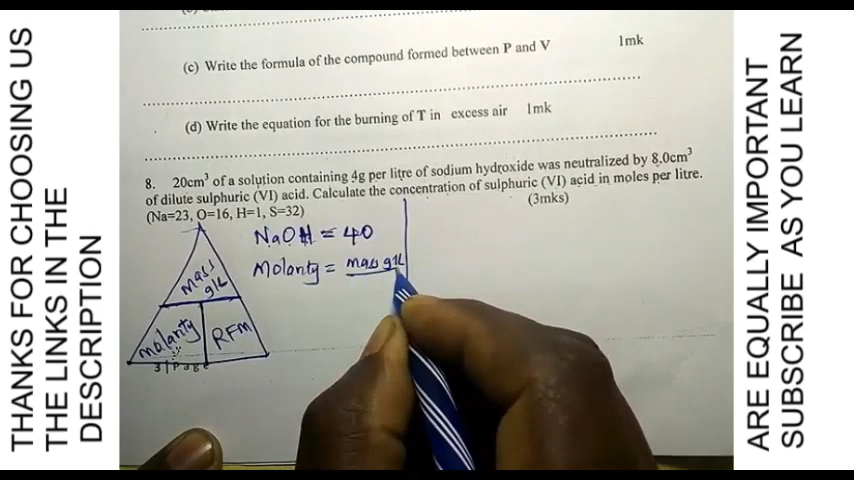 THANKS FOR CHOOSING US
THE LINKS IN THE
DESCRIPTION
(c) Write the formula of the compound formed between P and V 1mk
(d) Write the equation for the burning of T in excess air 1mk
8. 20cm³ of a solution containing 4g per litre of sodium hydroxide was neutralized by 8.0cm³
of dilute sulphuric (VI) acid. Calculate the concentration of sulphuric (VI) acid in moles per litre.
(Na=23, O=16, H=1, S=32) (3mks)
NaOH = 40
Molarity = mass g/L
mass
g/L
molarity
RFM
3 | P a g e
ARE EQUALLY IMPORTANT
SUBSCRIBE AS YOU LEARN